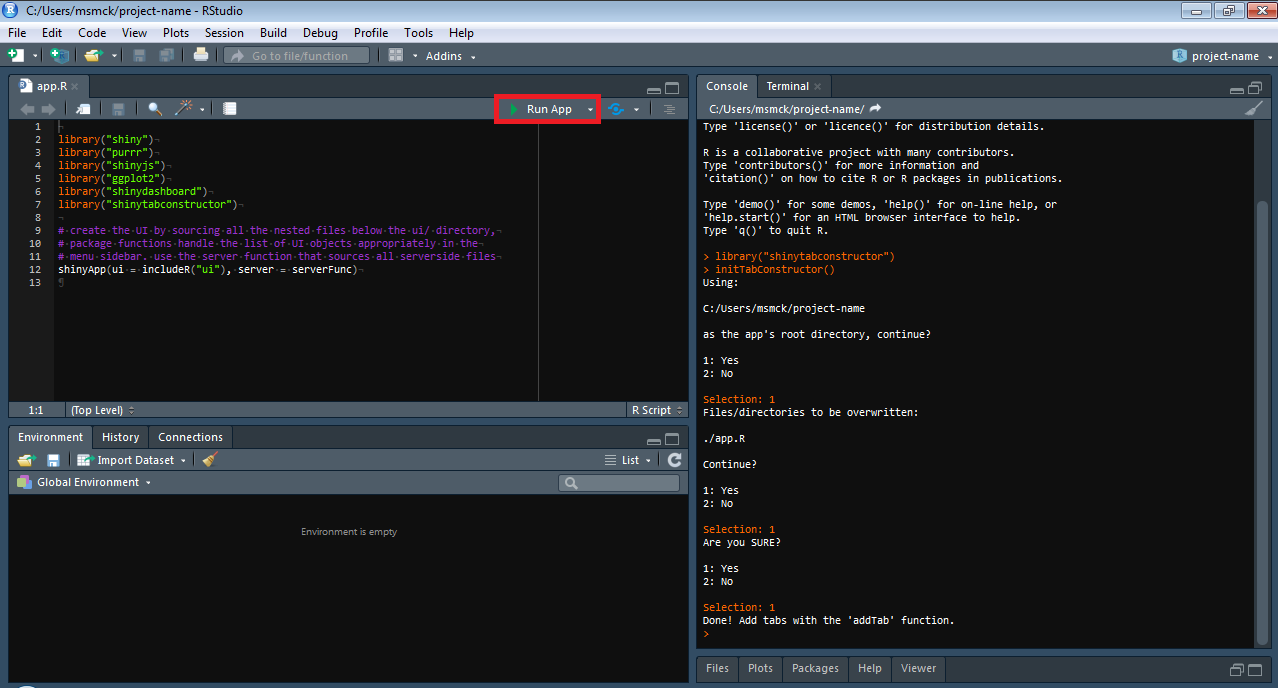 C:/Users/msmck/project-name - RStudio
File Edit Code View Plots Session Build Debug Profile Tools Help
Go to file/function Addins project-name
app.R
Run App
1
2 library("shiny")
3 library("purrr")
4 library("shinyjs")
5 library("ggplot2")
6 library("shinydashboard")
7 library("shinytabconstructor")
8
9 # create the UI by sourcing all the nested files below the ui/ directory,
10 # package functions handle the list of UI objects appropriately in the
11 # menu sidebar. use the server function that sources all serverside files
12 shinyApp(ui = includeR("ui"), server = serverFunc)
13
1:1 (Top Level) R Script
Environment History Connections
Import Dataset List
Global Environment
Environment is empty
Console Terminal
C:/Users/msmck/project-name/
Type 'license()' or 'licence()' for distribution details.
R is a collaborative project with many contributors.
Type 'contributors()' for more information and
'citation()' on how to cite R or R packages in publications.
Type 'demo()' for some demos, 'help()' for on-line help, or
'help.start()' for an HTML browser interface to help.
Type 'q()' to quit R.
> library("shinytabconstructor")
> initTabConstructor()
Using:
C:/Users/msmck/project-name
as the app's root directory, continue?
1: Yes
2: No
Selection: 1
Files/directories to be overwritten:
./app.R
Continue?
1: Yes
2: No
Selection: 1
Are you SURE?
1: Yes
2: No
Selection: 1
Done! Add tabs with the 'addTab' function.
>
Files Plots Packages Help Viewer